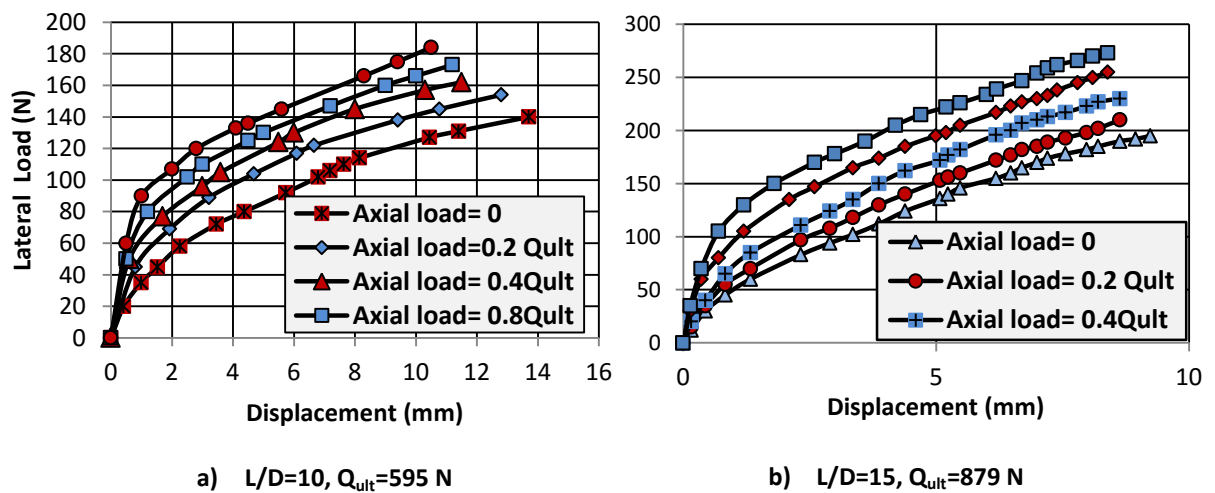 Lateral Load (N)
200
180
160
140
120
100
80
60
40
20
0
0 2 4 6 8 10 12 14 16
Displacement (mm)
Axial load= 0
Axial load=0.2 Qult
Axial load= 0.4Qult
Axial load= 0.8Qult
a) L/D=10, Qult=595 N
300
250
200
150
100
50
0
0 5 10
Displacement (mm)
Axial load= 0
Axial load= 0.2 Qult
Axial load= 0.4Qult
b) L/D=15, Qult=879 N